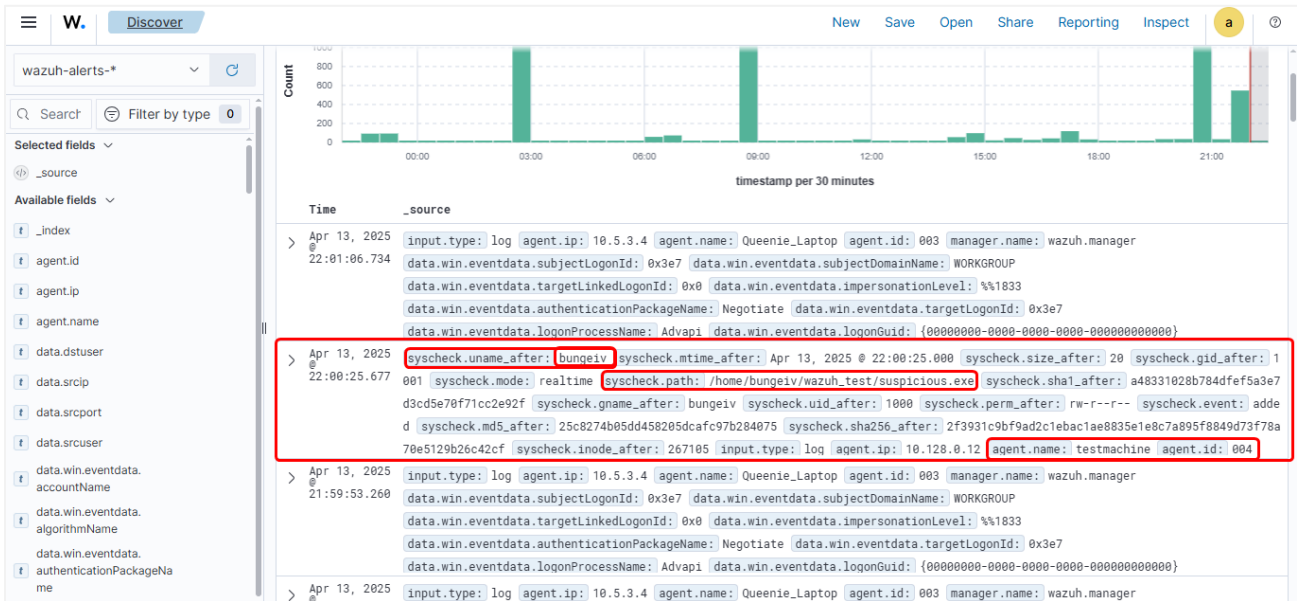 W. Discover New Save Open Share Reporting Inspect a
wazuh-alerts-*
Search Filter by type 0
Selected fields
_source
Available fields
t _index
t agent.id
t agent.ip
t agent.name
t data.dstuser
t data.srcip
t data.srcport
t data.srcuser
t data.win.eventdata.
accountName
t data.win.eventdata.
algorithmName
data.win.eventdata.
t authenticationPackageNa
me
Count
1000
800
600
400
200
0
00:00 03:00 06:00 09:00 12:00 15:00 18:00 21:00
timestamp per 30 minutes
Time _source
Apr 13, 2025
@
22:01:06.734
input.type: log agent.ip: 10.5.3.4 agent.name: Queenie_Laptop agent.id: 003 manager.name: wazuh.manager
data.win.eventdata.subjectLogonId: 0x3e7 data.win.eventdata.subjectDomainName: WORKGROUP
data.win.eventdata.targetLinkedLogonId: 0x0 data.win.eventdata.impersonationLevel: %%1833
data.win.eventdata.authenticationPackageName: Negotiate data.win.eventdata.targetLogonId: 0x3e7
data.win.eventdata.logonProcessName: Advapi data.win.eventdata.logonGuid: {00000000-0000-0000-0000-000000000000}
Apr 13, 2025
@
22:00:25.677
syscheck.uname_after: bungeiv syscheck.mtime_after: Apr 13, 2025 @ 22:00:25.000 syscheck.size_after: 20 syscheck.gid_after: 1
001 syscheck.mode: realtime syscheck.path: /home/bungeiv/wazuh_test/suspicious.exe syscheck.sha1_after: a48331028b784dfef5a3e7
d3cd5e70f71cc2e92f syscheck.gname_after: bungeiv syscheck.uid_after: 1000 syscheck.perm_after: rw-r--r-- syscheck.event: adde
d syscheck.md5_after: 25c8274b05dd458205dcafc97b284075 syscheck.sha256_after: 2f3931c9bf9ad2c1ebac1ae8835e1e8c7a895f8849d73f78a
70e5129b26c42cf syscheck.inode_after: 267105 input.type: log agent.ip: 10.128.0.12 agent.name: testmachine agent.id: 004
Apr 13, 2025
@
21:59:53.260
input.type: log agent.ip: 10.5.3.4 agent.name: Queenie_Laptop agent.id: 003 manager.name: wazuh.manager
data.win.eventdata.subjectLogonId: 0x3e7 data.win.eventdata.subjectDomainName: WORKGROUP
data.win.eventdata.targetLinkedLogonId: 0x0 data.win.eventdata.impersonationLevel: %%1833
data.win.eventdata.authenticationPackageName: Negotiate data.win.eventdata.targetLogonId: 0x3e7
data.win.eventdata.logonProcessName: Advapi data.win.eventdata.logonGuid: {00000000-0000-0000-0000-000000000000}
Apr 13, 2025
@
input.type: log agent.ip: 10.5.3.4 agent.name: Queenie_Laptop agent.id: 003 manager.name: wazuh.manager